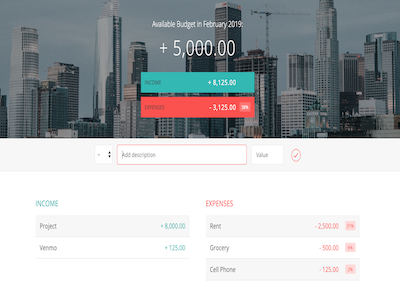 Available Budget in February 2019:
+ 5,000.00
INCOME + 8,125.00
EXPENSES - 3,125.00 38%
- Add description Value
INCOME
Project + 8,000.00
Venmo + 125.00
EXPENSES
Rent - 2,500.00 31%
Grocery - 500.00 6%
Cell Phone - 125.00 2%